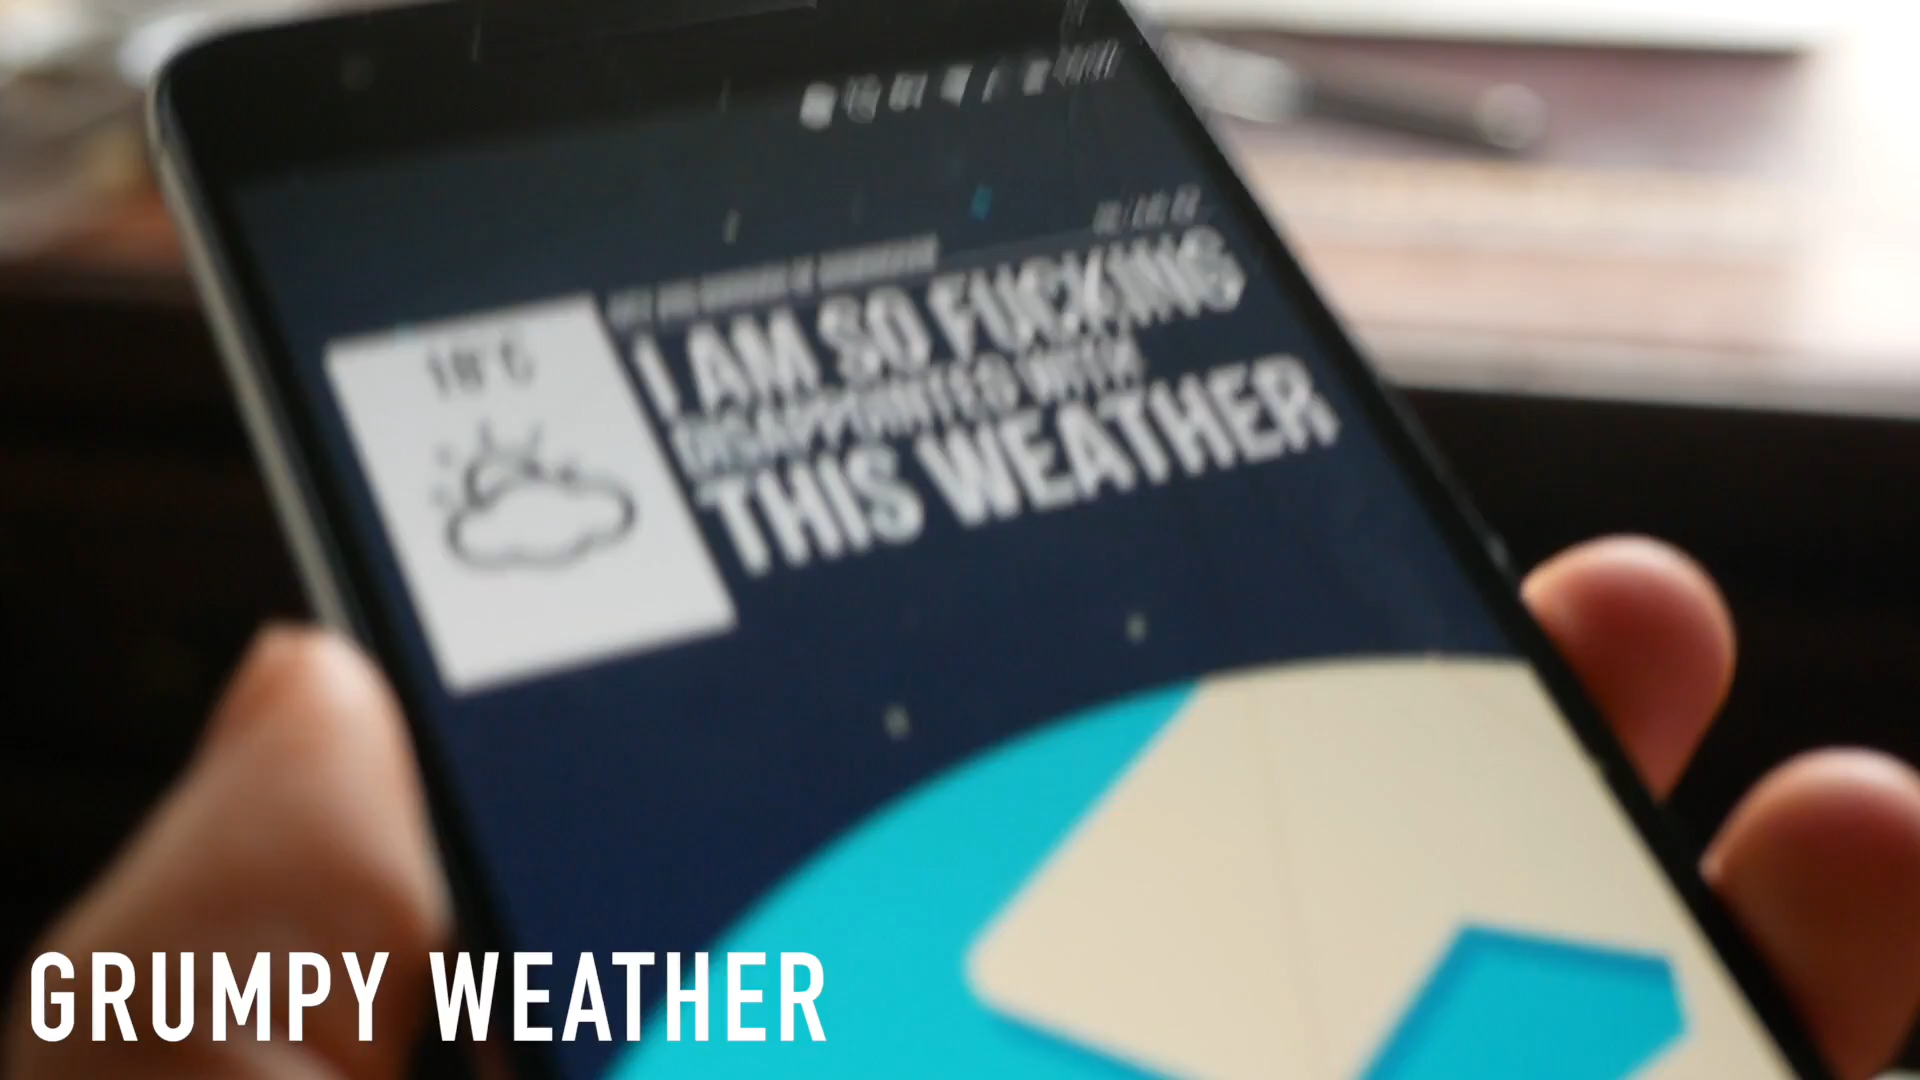 I AM SO FUCKING
DISAPPOINTED WITH
THIS WEATHER
GRUMPY WEATHER